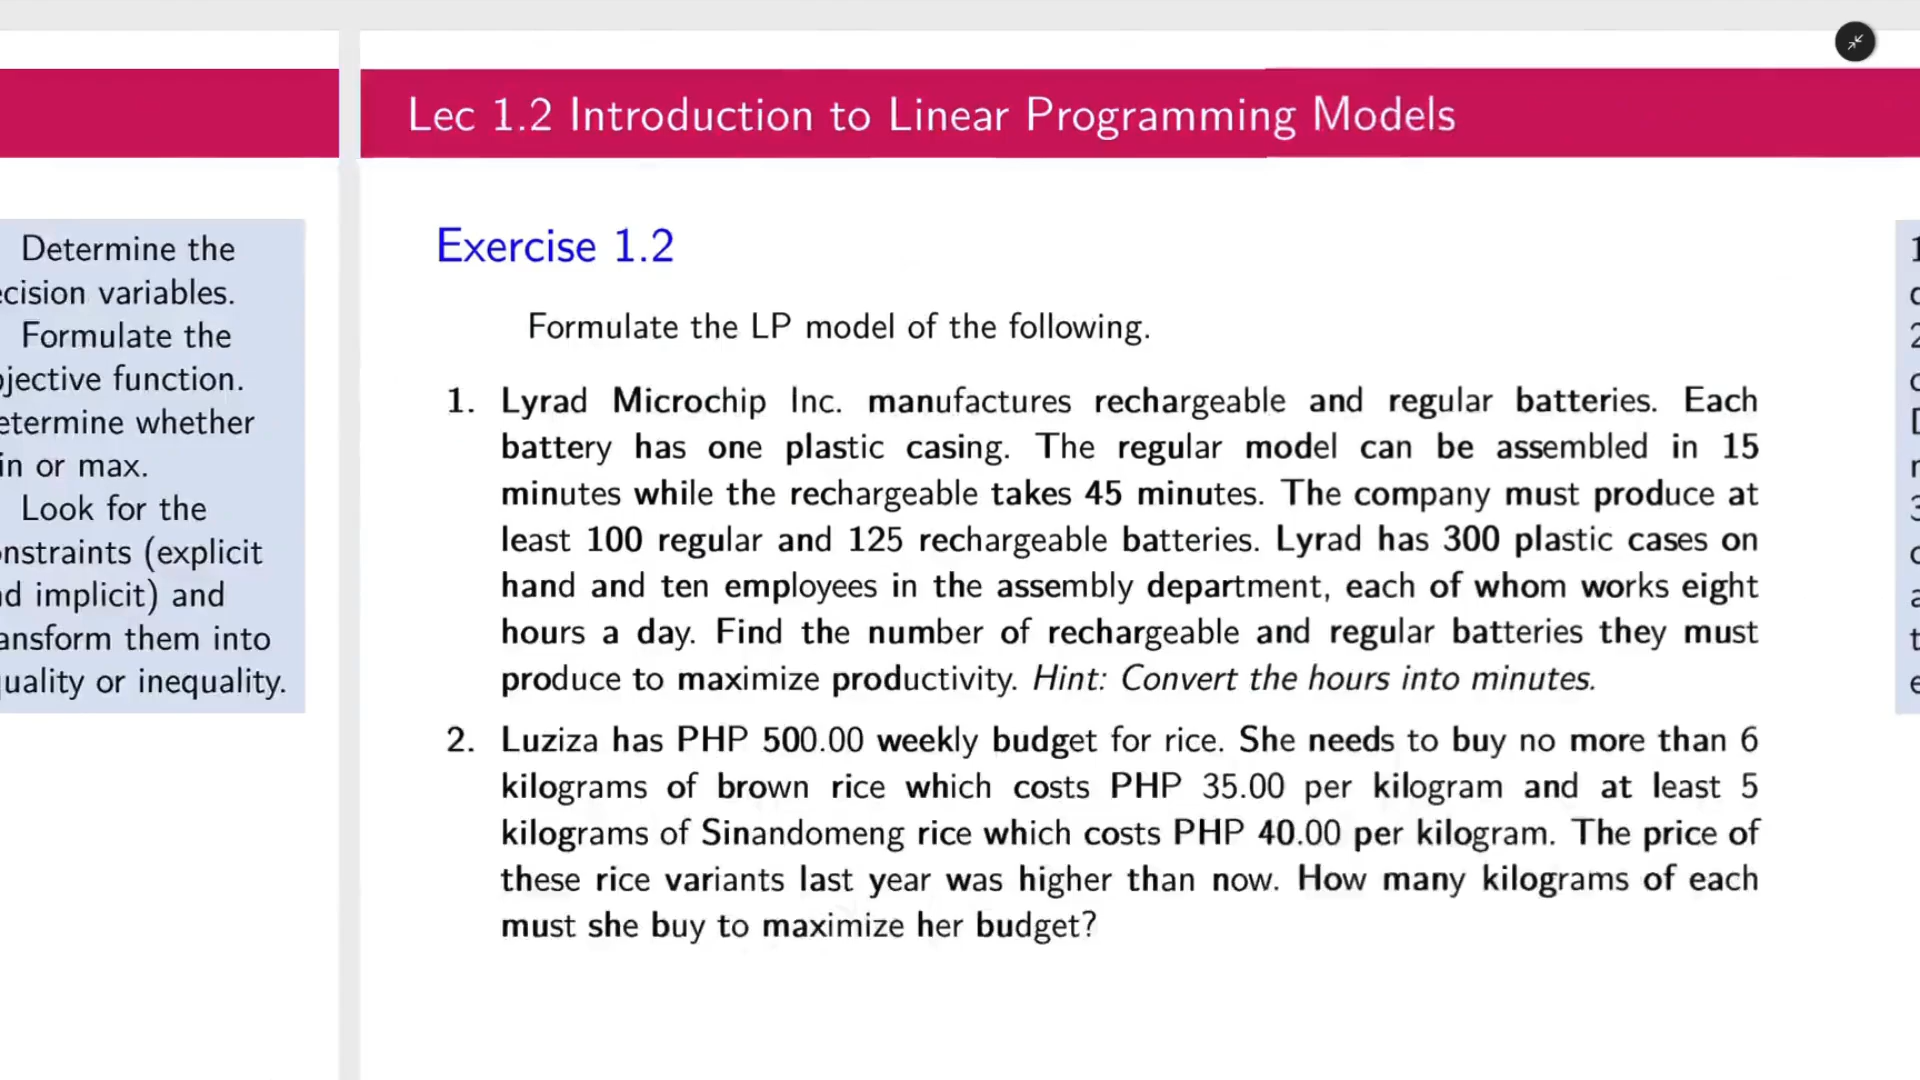 Lec 1.2 Introduction to Linear Programming Models
Determine the
cision variables.
Formulate the
jective function.
etermine whether
in or max.
Look for the
nstraints (explicit
d implicit) and
ansform them into
uality or inequality.
Exercise 1.2
Formulate the LP model of the following.
1. Lyrad Microchip Inc. manufactures rechargeable and regular batteries. Each
battery has one plastic casing. The regular model can be assembled in 15
minutes while the rechargeable takes 45 minutes. The company must produce at
least 100 regular and 125 rechargeable batteries. Lyrad has 300 plastic cases on
hand and ten employees in the assembly department, each of whom works eight
hours a day. Find the number of rechargeable and regular batteries they must
produce to maximize productivity. Hint: Convert the hours into minutes.
2. Luziza has PHP 500.00 weekly budget for rice. She needs to buy no more than 6
kilograms of brown rice which costs PHP 35.00 per kilogram and at least 5
kilograms of Sinandomeng rice which costs PHP 40.00 per kilogram. The price of
these rice variants last year was higher than now. How many kilograms of each
must she buy to maximize her budget?